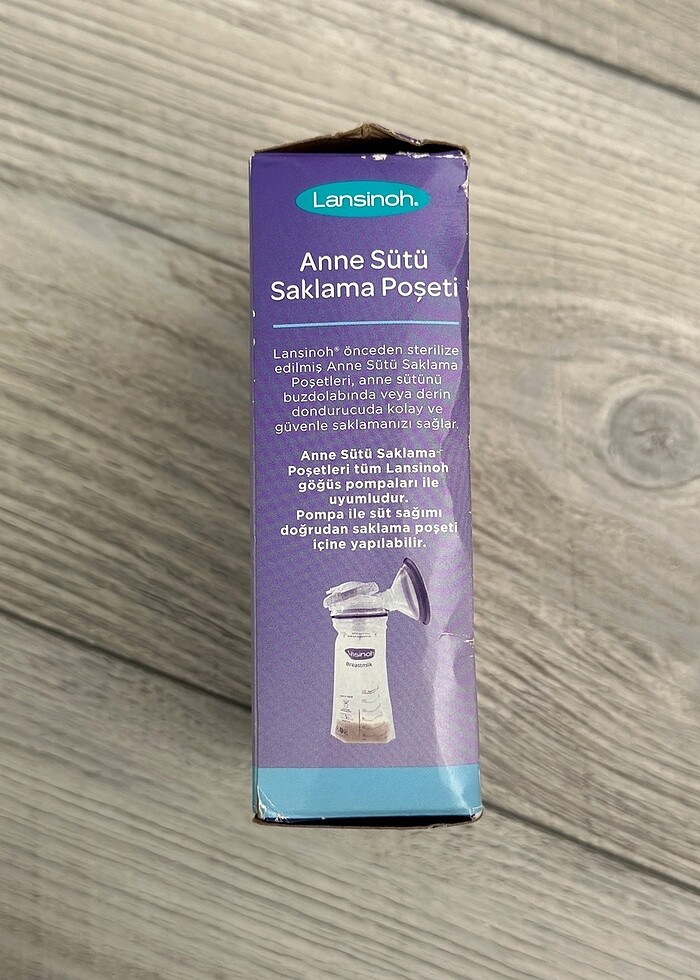 Lansinoh®
Anne Sütü
Saklama Poşeti
Lansinoh® önceden sterilize
edilmiş Anne Sütü Saklama
Poşetleri, anne sütünü
buzdolabında veya derin
dondurucuda kolay ve
güvenle saklamanızı sağlar.
Anne Sütü Saklama
Poşetleri tüm Lansinoh
göğüs pompaları ile
uyumludur.
Pompa ile süt sağımı
doğrudan saklama poşeti
içine yapılabilir.
Lansinoh
Breastmilk